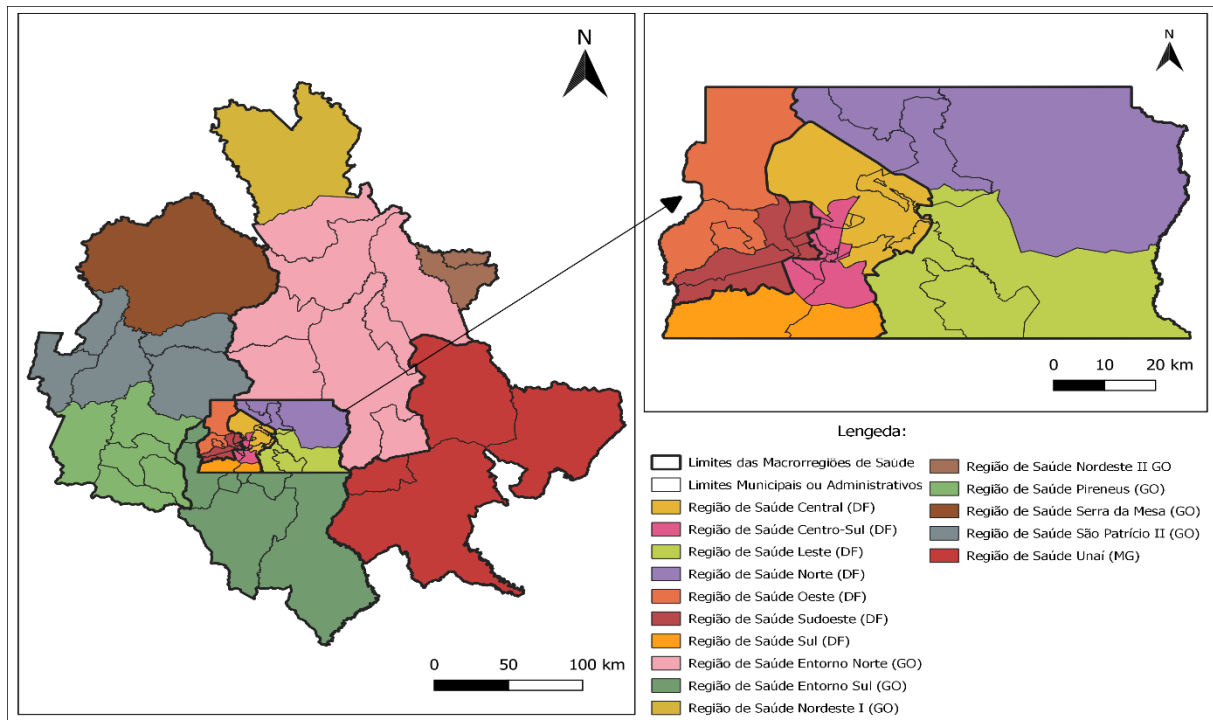 N
0 50 100 km
N
0 10 20 km
Lengeda:
Limites das Macrorregiões de Saúde
Limites Municipais ou Administrativos
Região de Saúde Central (DF)
Região de Saúde Centro-Sul (DF)
Região de Saúde Leste (DF)
Região de Saúde Norte (DF)
Região de Saúde Oeste (DF)
Região de Saúde Sudoeste (DF)
Região de Saúde Sul (DF)
Região de Saúde Entorno Norte (GO)
Região de Saúde Entorno Sul (GO)
Região de Saúde Nordeste I (GO)
Região de Saúde Nordeste II GO
Região de Saúde Pireneus (GO)
Região de Saúde Serra da Mesa (GO)
Região de Saúde São Patrício II (GO)
Região de Saúde Unaí (MG)